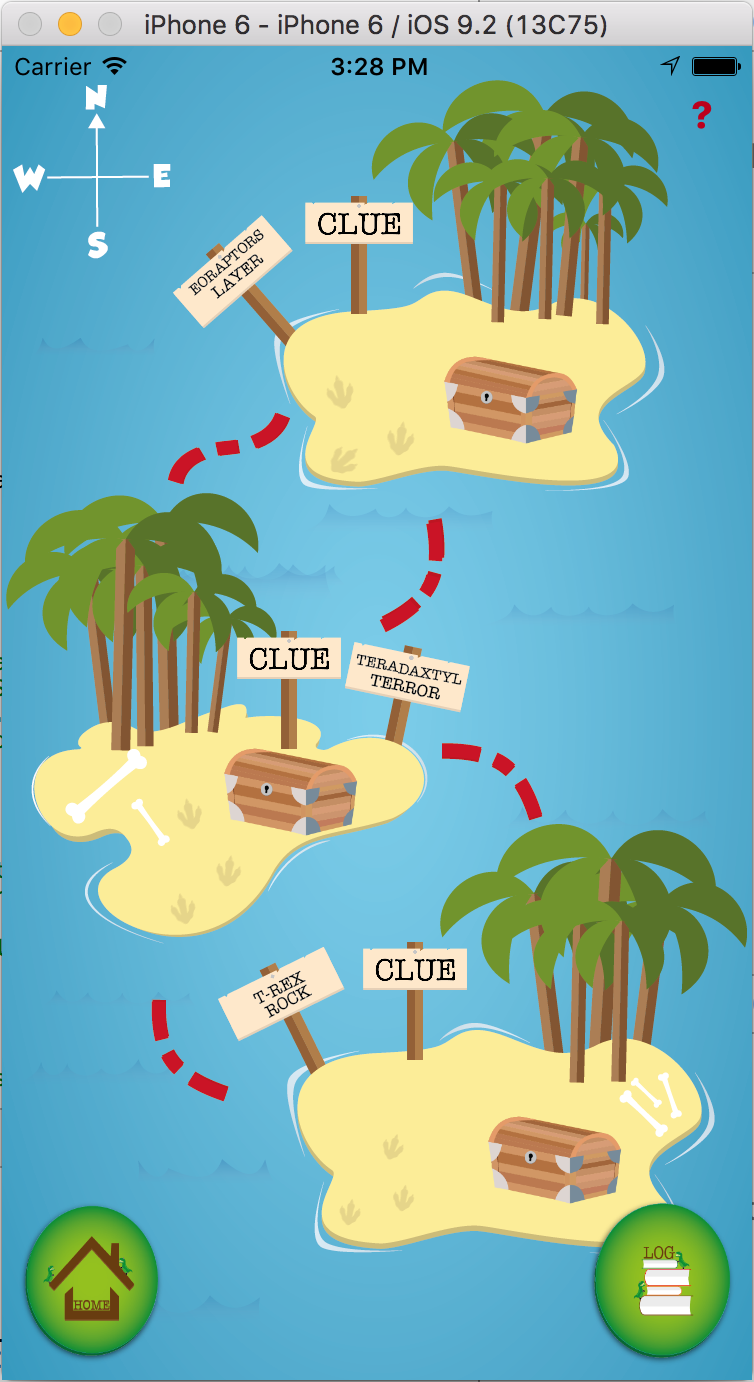 iPhone 6 - iPhone 6 / iOS 9.2 (13C75)
Carrier
3:28 PM
N
?
W E
S
CLUE
EORAPTORS
LAYER
CLUE
TERADAXTYL
TERROR
T-REX
ROCK
CLUE
HOME
LOG